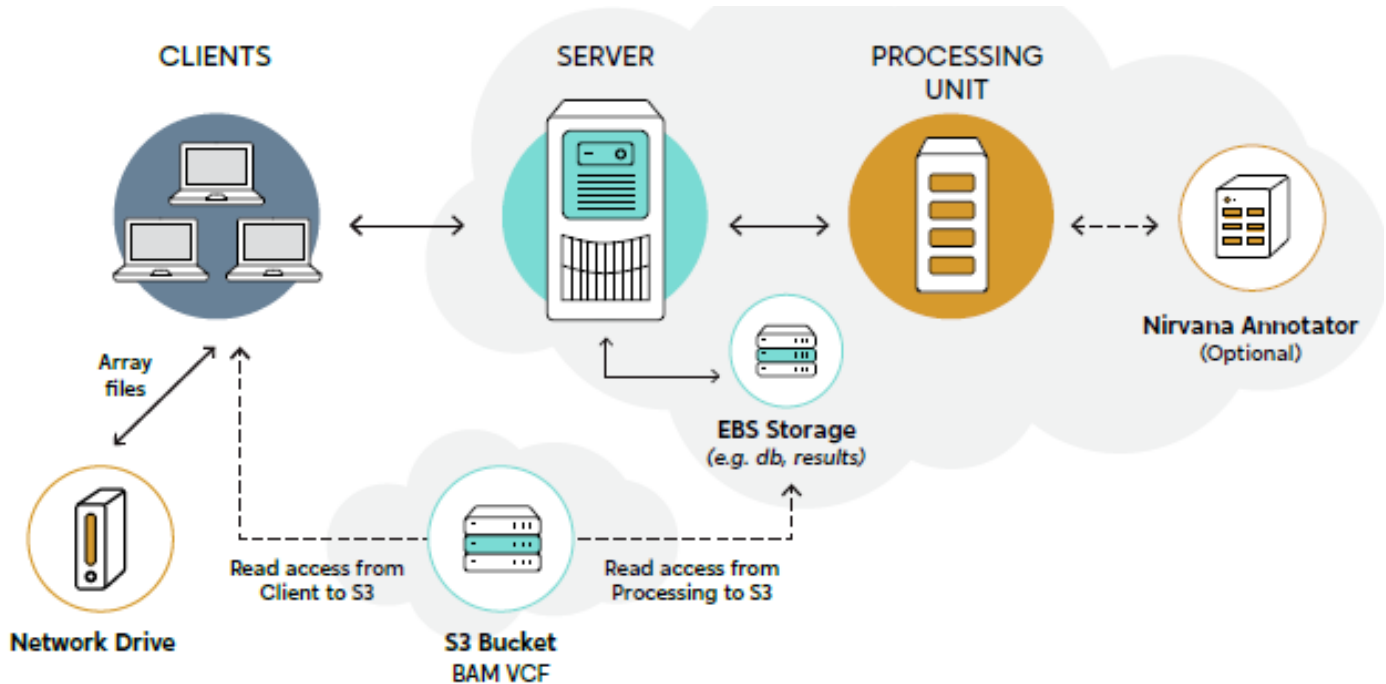 CLIENTS
SERVER
PROCESSING
UNIT
Nirvana Annotator
(Optional)
Array
files
EBS Storage
(e.g. db, results)
Read access from
Client to S3
Read access from
Processing to S3
Network Drive
S3 Bucket
BAM VCF